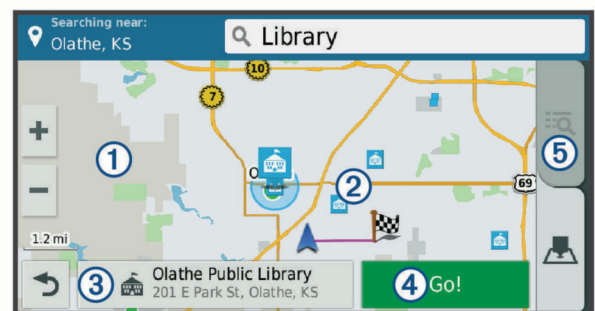 Searching near:
Olathe, KS
Library
10
7
1
5
O
2
69
1.2 mi
3
Olathe Public Library
201 E Park St, Olathe, KS
4
Go!